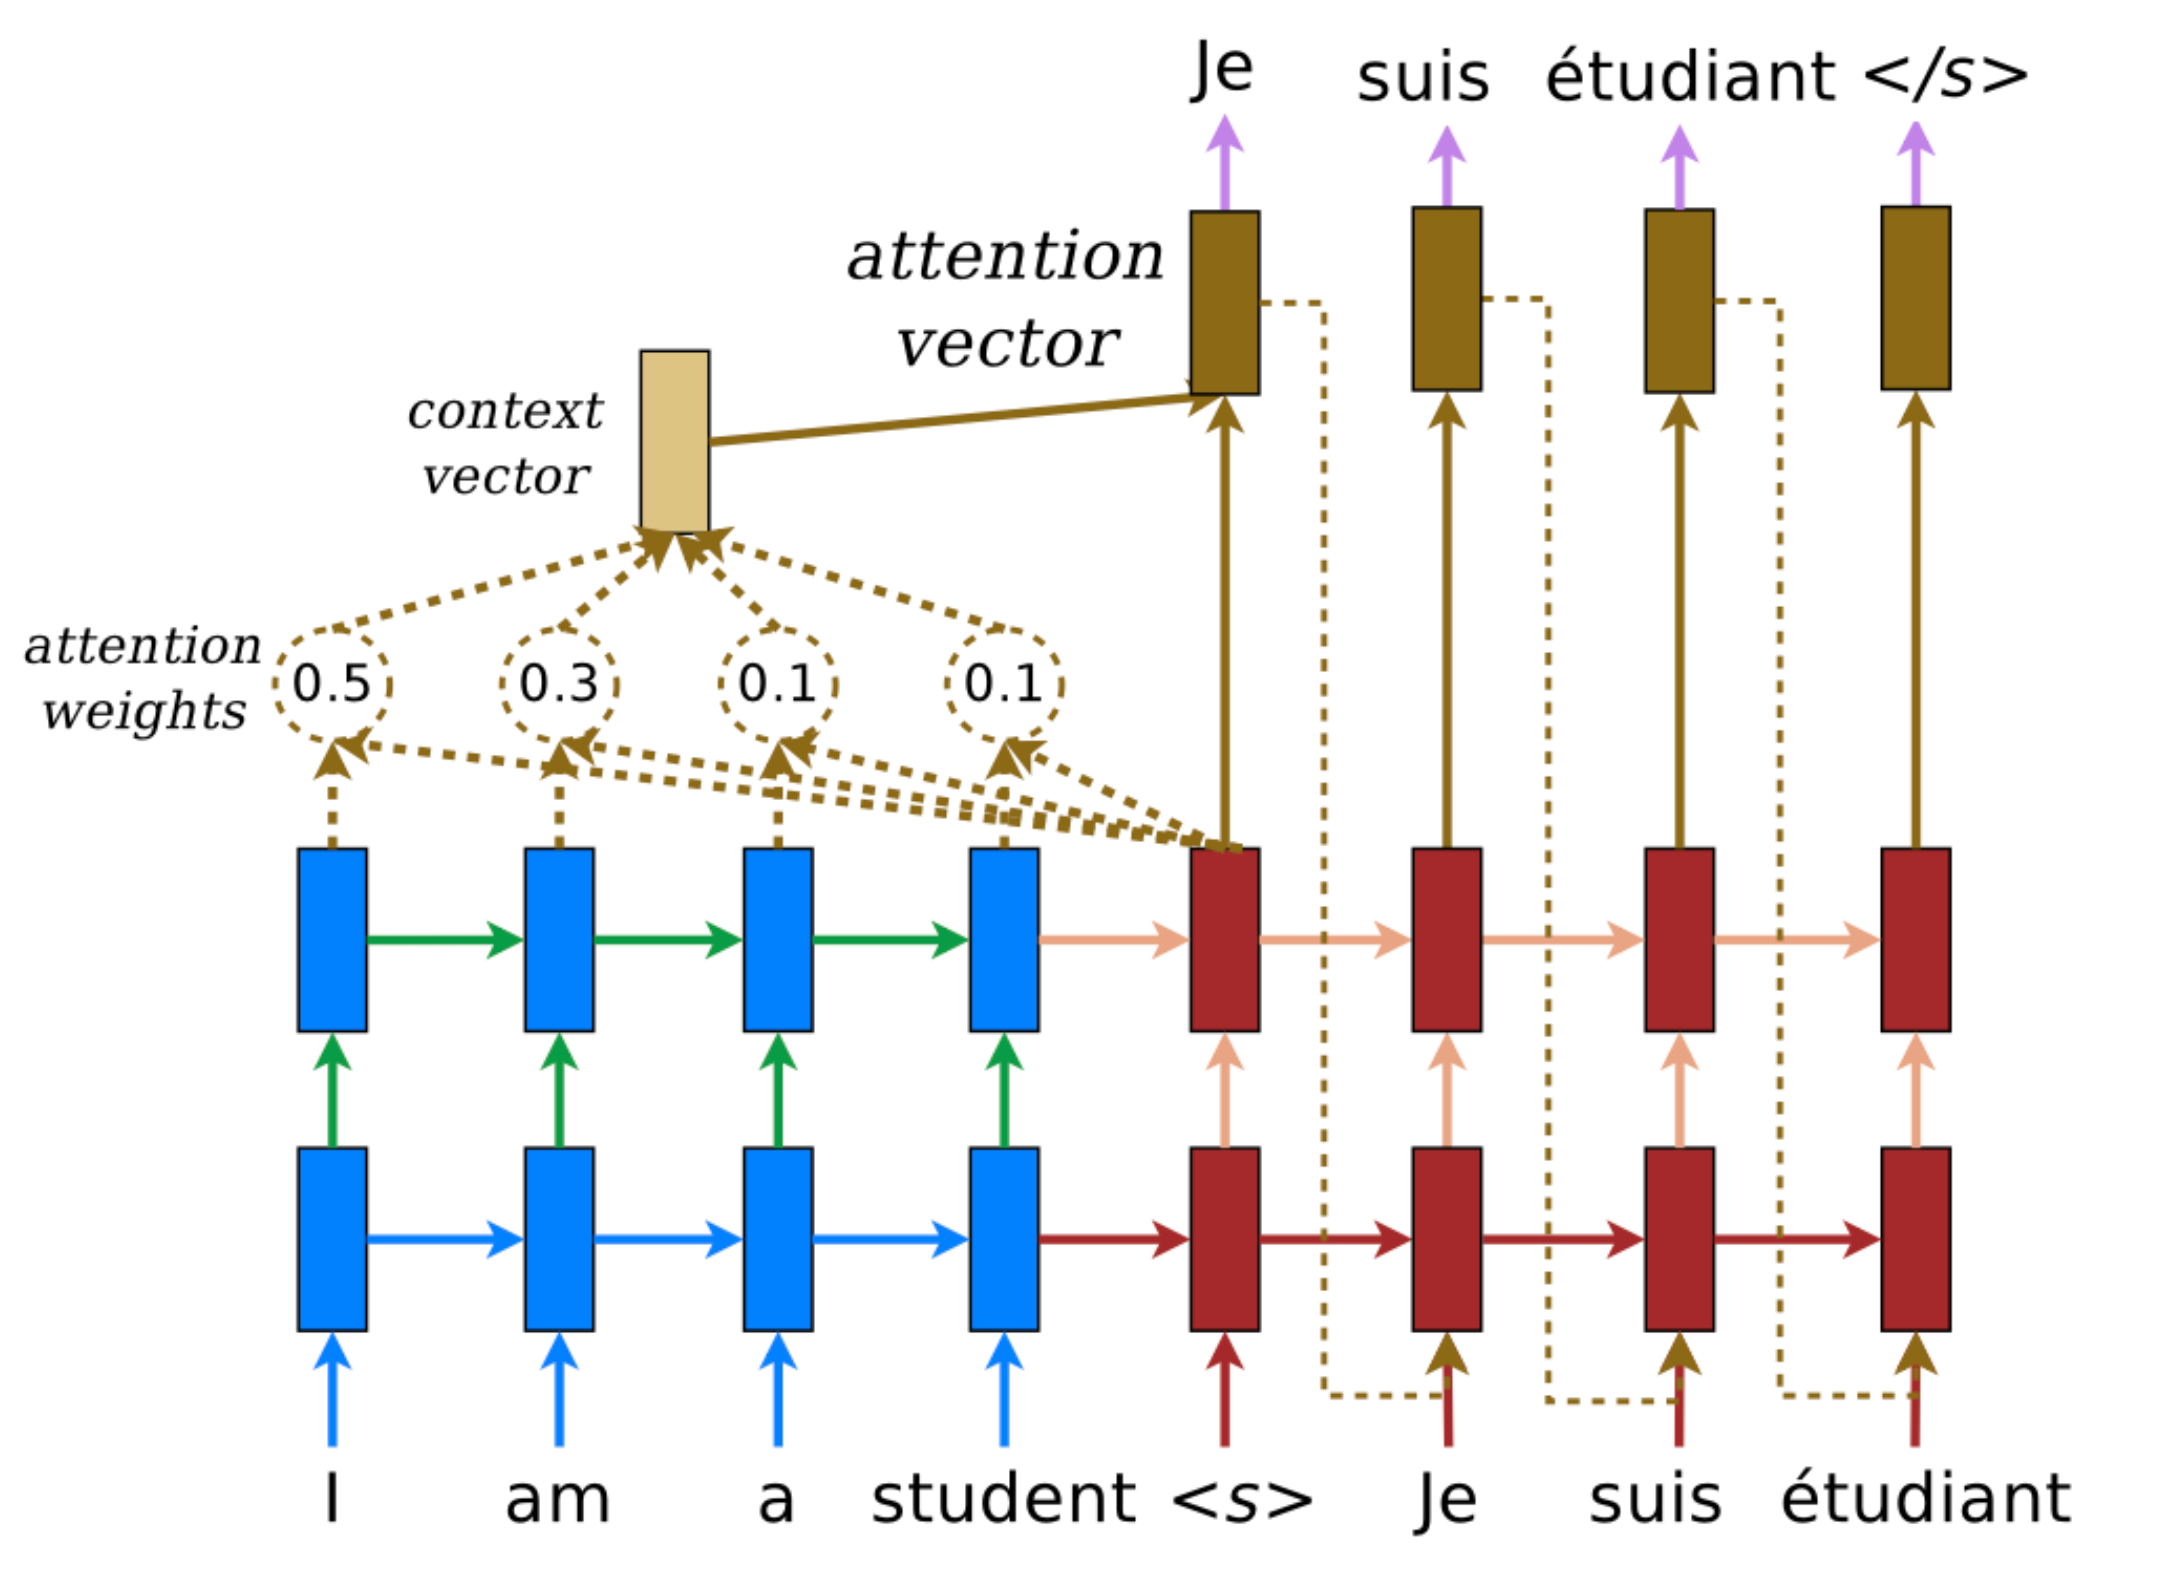 Je suis étudiant </s>
attention
vector
context
vector
attention
weights
0.5 0.3 0.1 0.1
I am a student <s> Je suis étudiant